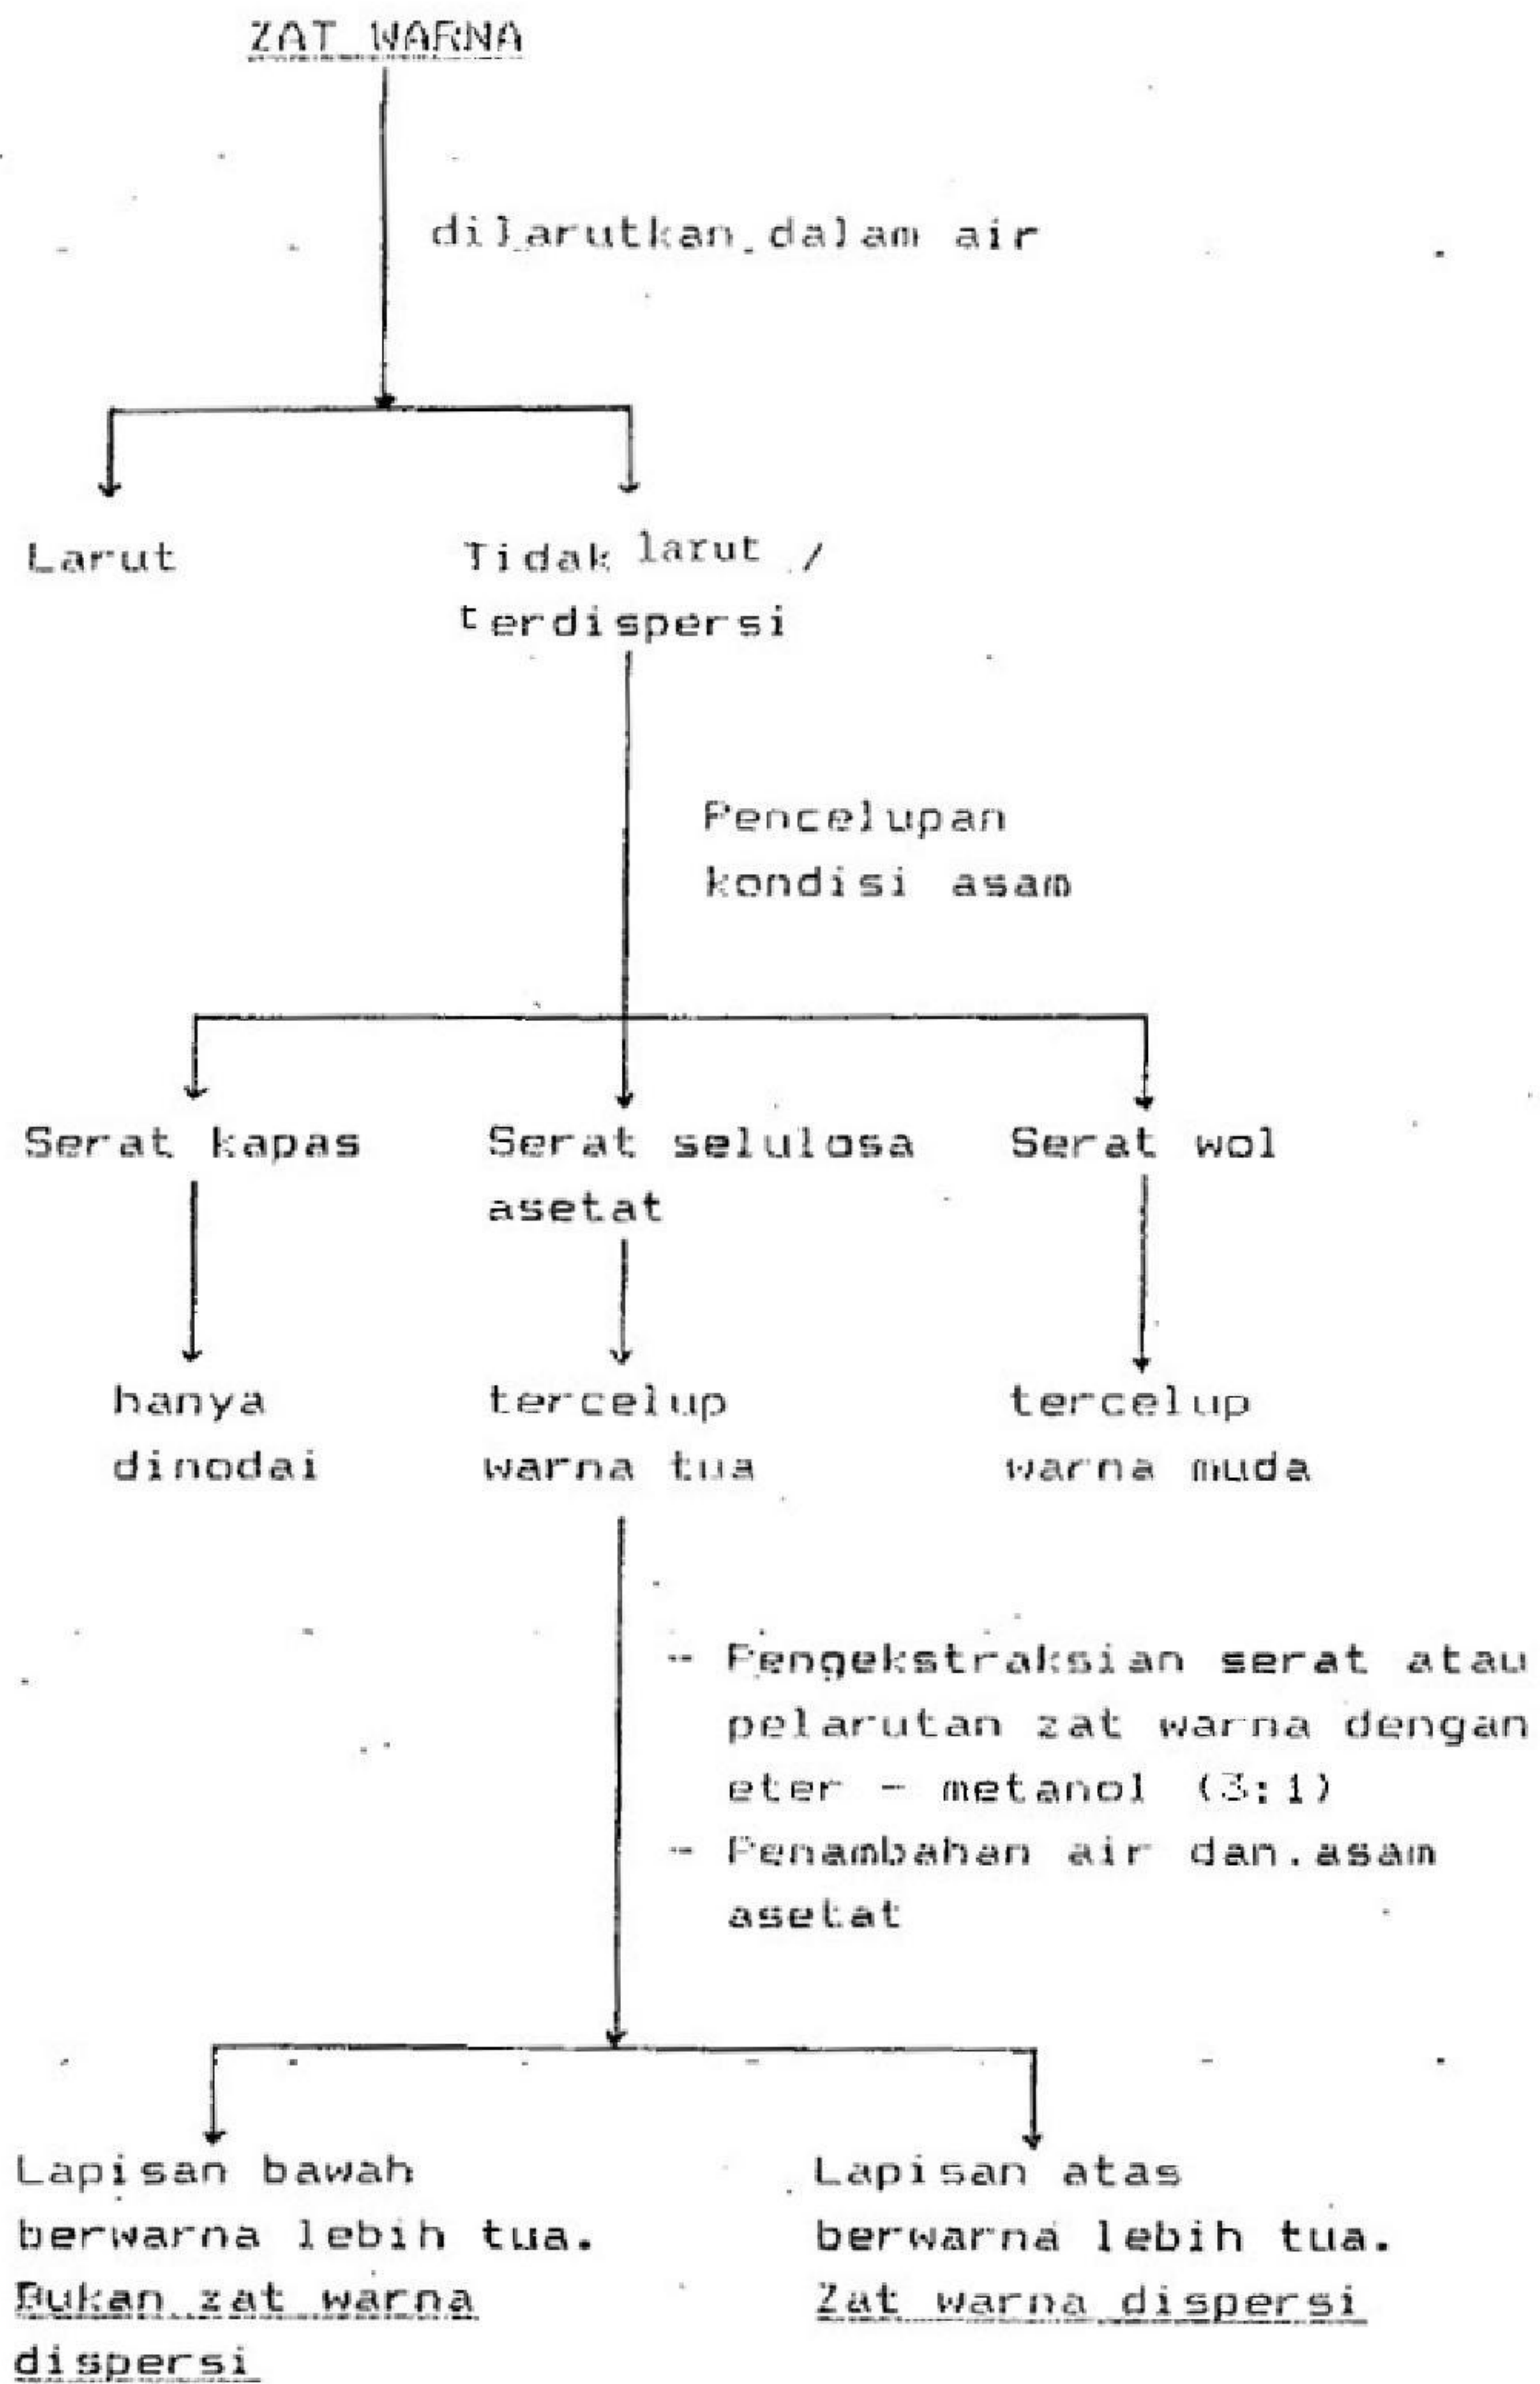 ZAT WARNA
dilarutkan dalam air
Larut
Tidak larut /
terdispersi
Pencelupan
kondisi asam
Serat kapas
Serat selulosa
asetat
Serat wol
hanya
dinodai
tercelup
warna tua
tercelup
warna muda
- Pengekstraksian serat atau
pelarutan zat warna dengan
eter - metanol (3:1)
- Penambahan air dan.asam
asetat
Lapisan bawah
berwarna lebih tua.
Bukan zat warna
dispersi
Lapisan atas
berwarna lebih tua.
Zat warna dispersi